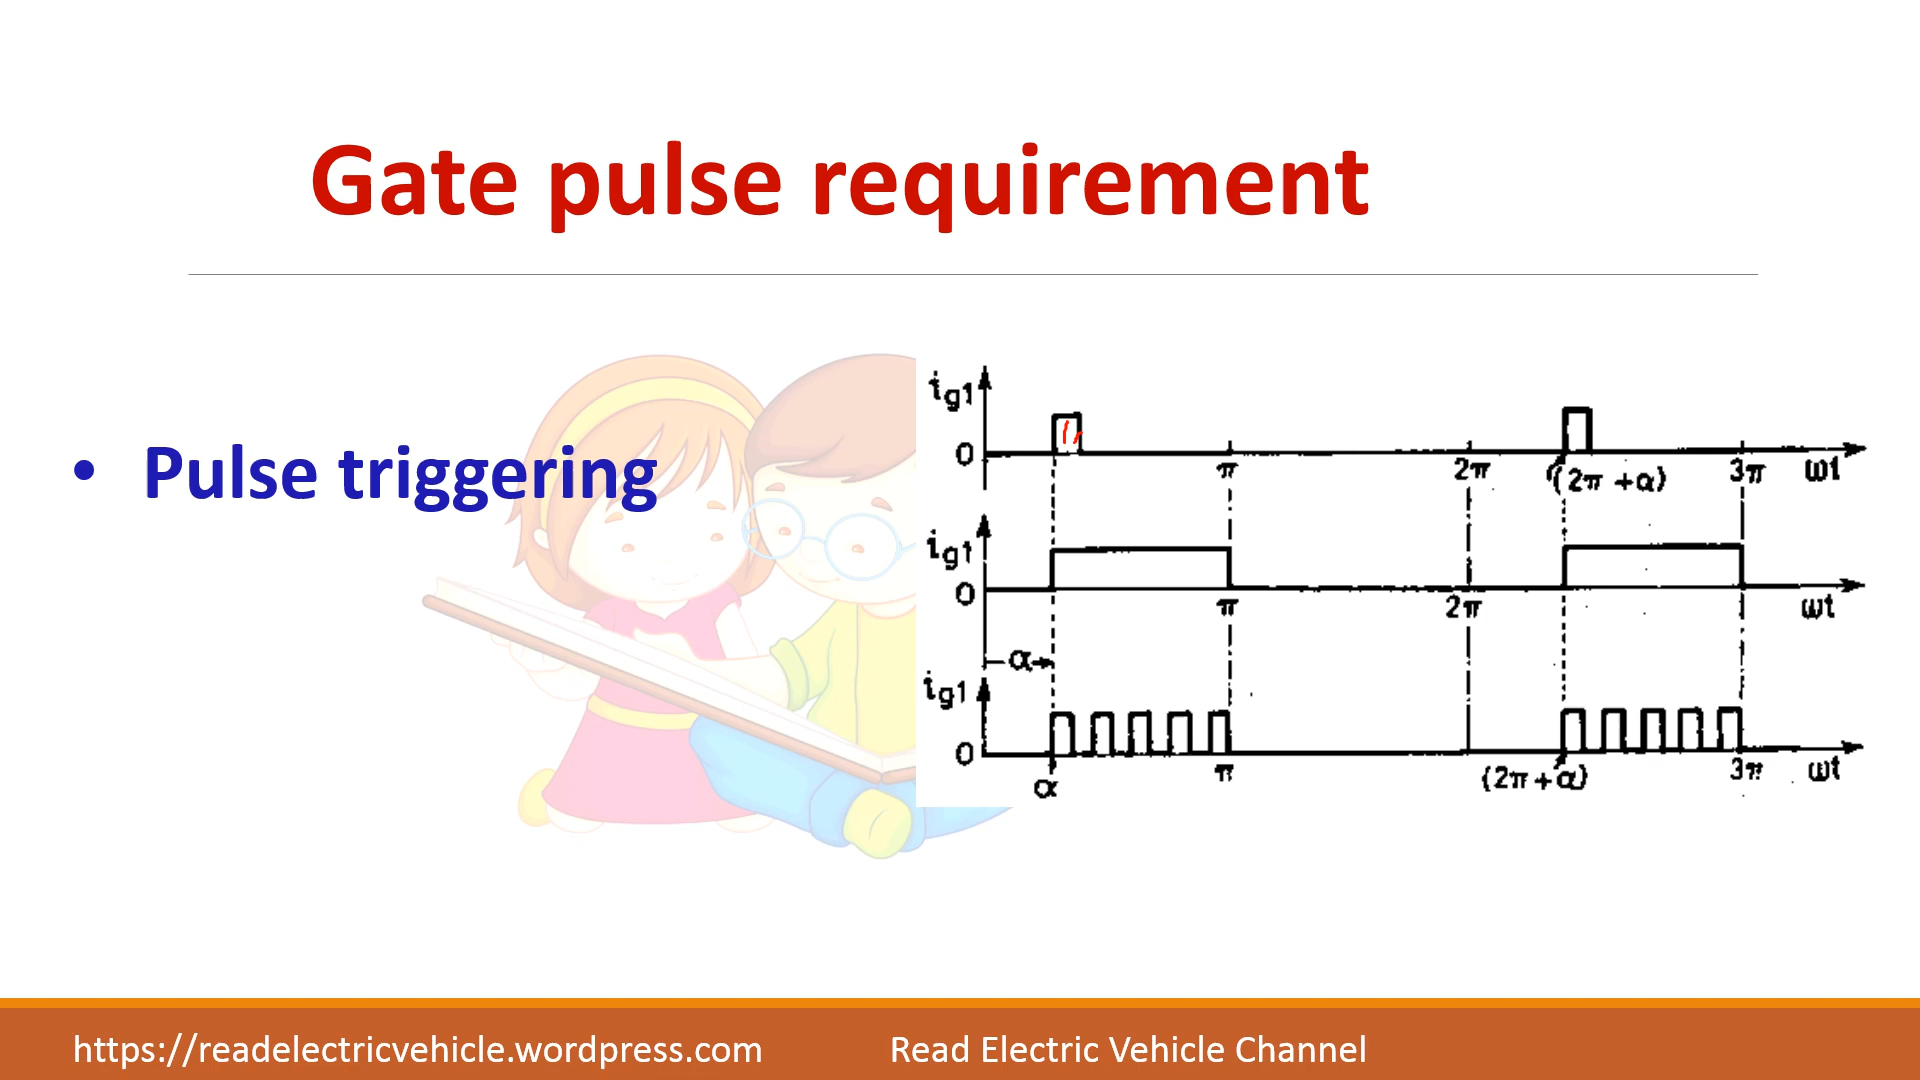 Gate pulse requirement
• Pulse triggering
ig1
0
π
2π
(2π + α)
3π
ωt
ig1
0
π
2π
ωt
α
ig1
0
α
π
(2π + α)
3π
ωt
https://readelectricvehicle.wordpress.com
Read Electric Vehicle Channel